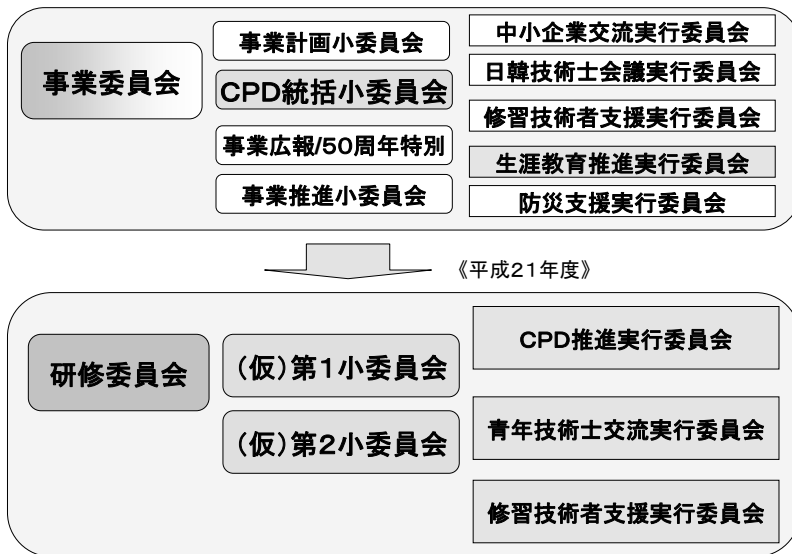 事業委員会
事業計画小委員会
CPD統括小委員会
事業広報/50周年特別
事業推進小委員会
中小企業交流実行委員会
日韓技術士会議実行委員会
修習技術者支援実行委員会
生涯教育推進実行委員会
防災支援実行委員会
《平成21年度》
研修委員会
(仮)第1小委員会
(仮)第2小委員会
CPD推進実行委員会
青年技術士交流実行委員会
修習技術者支援実行委員会